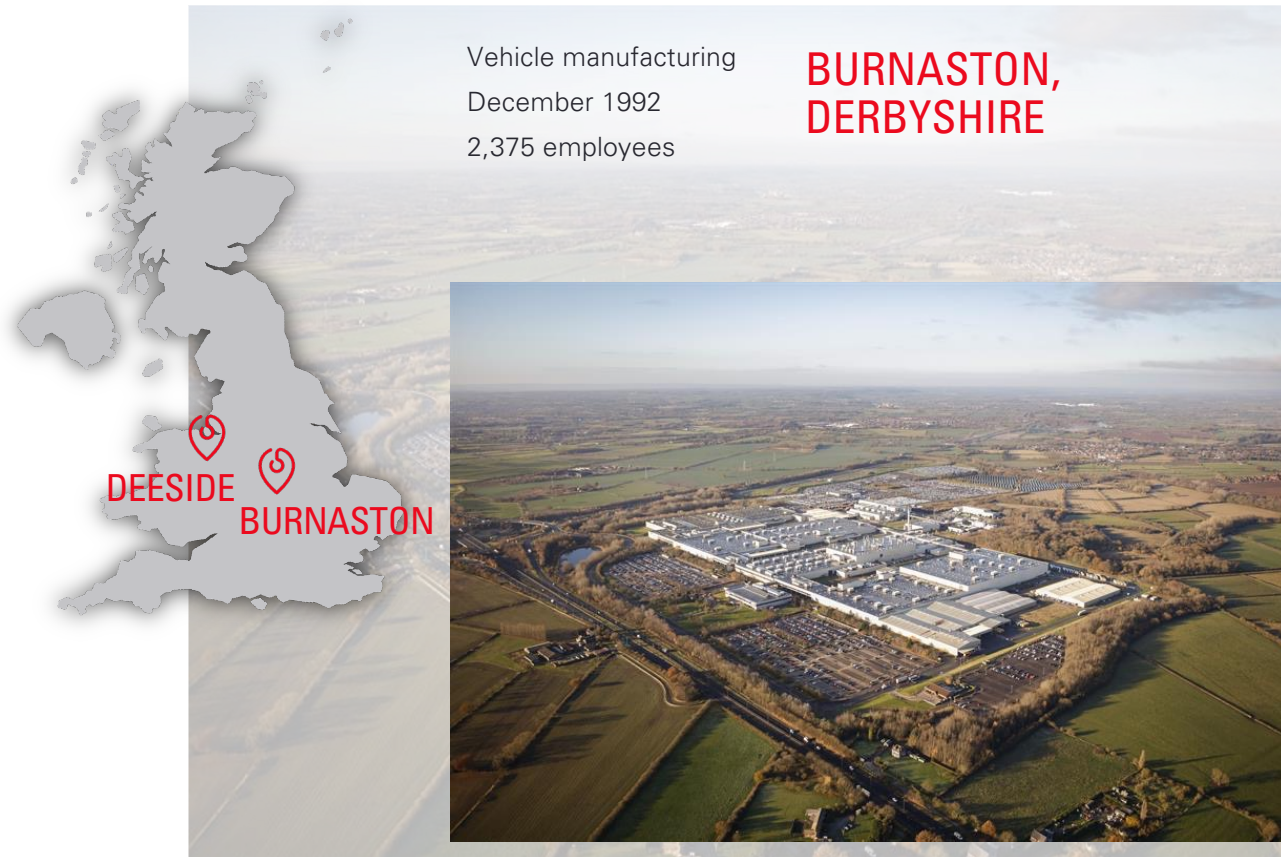 Vehicle manufacturing
December 1992
2,375 employees
BURNASTON,
DERBYSHIRE
DEESIDE
BURNASTON